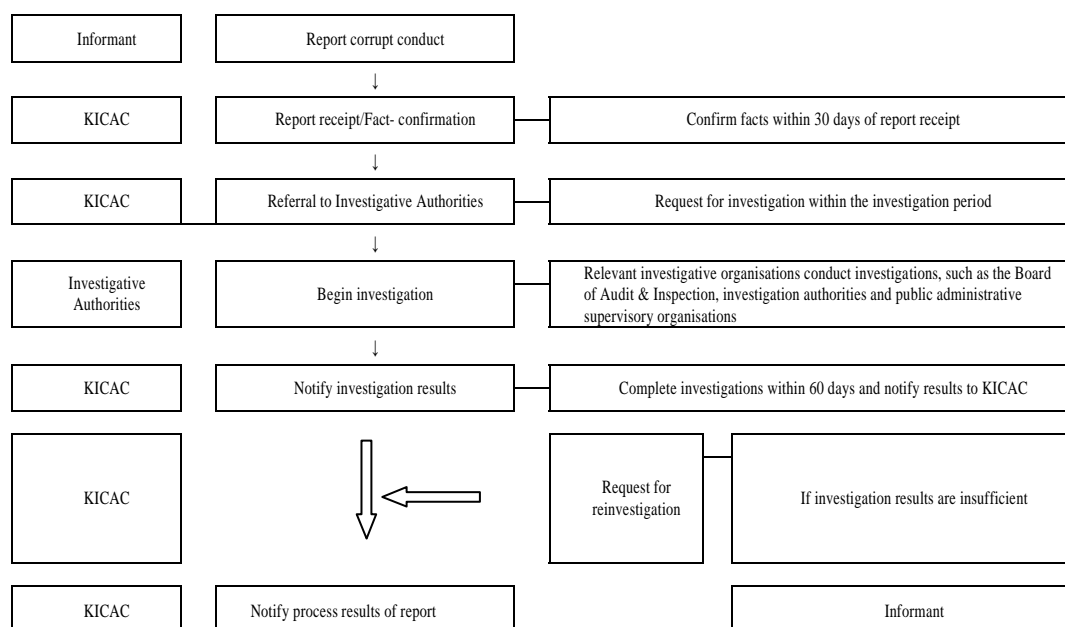 Informant
Report corrupt conduct
↓
KICAC
Report receipt/Fact- confirmation
Confirm facts within 30 days of report receipt
↓
KICAC
Referral to Investigative Authorities
Request for investigation within the investigation period
↓
Investigative
Authorities
Begin investigation
Relevant investigative organisations conduct investigations, such as the Board
of Audit & Inspection, investigation authorities and public administrative
supervisory organisations
↓
KICAC
Notify investigation results
Complete investigations within 60 days and notify results to KICAC
KICAC
Request for
reinvestigation
If investigation results are insufficient
KICAC
Notify process results of report
Informant